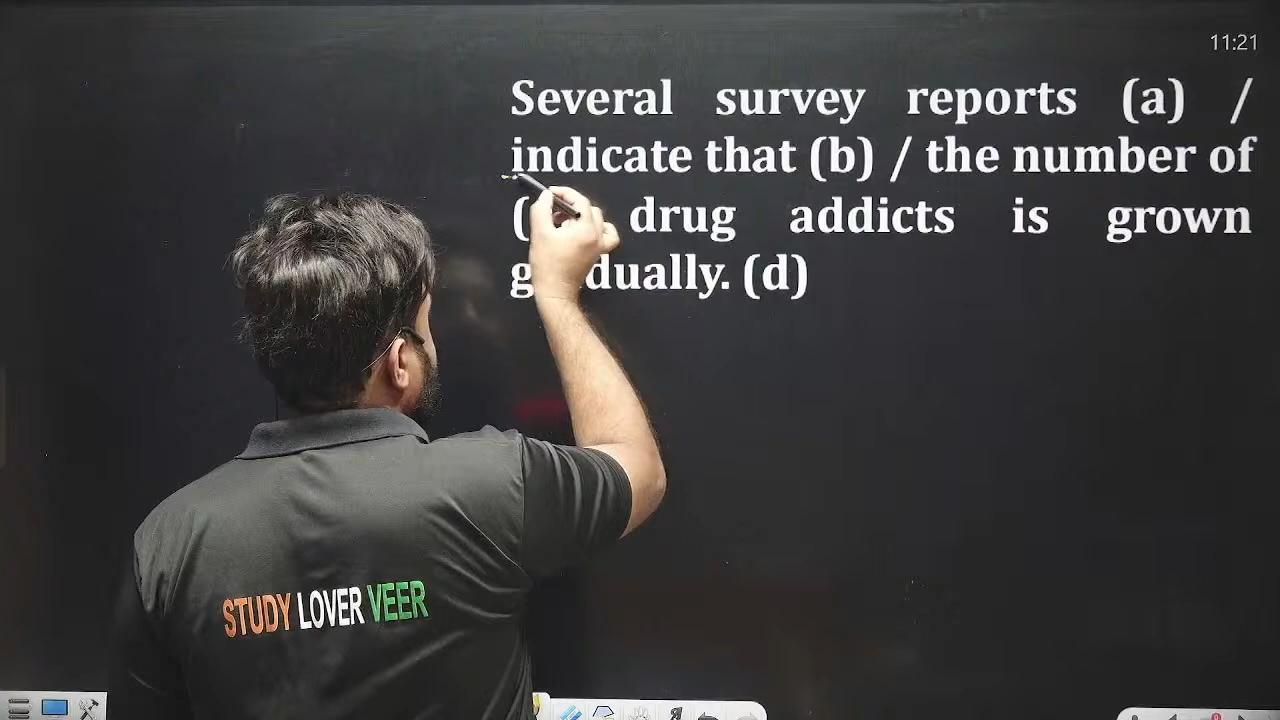 11:21
Several survey reports (a) /
indicate that (b) / the number of
( drug addicts is grown
(d)
STUDY LOVER VEER